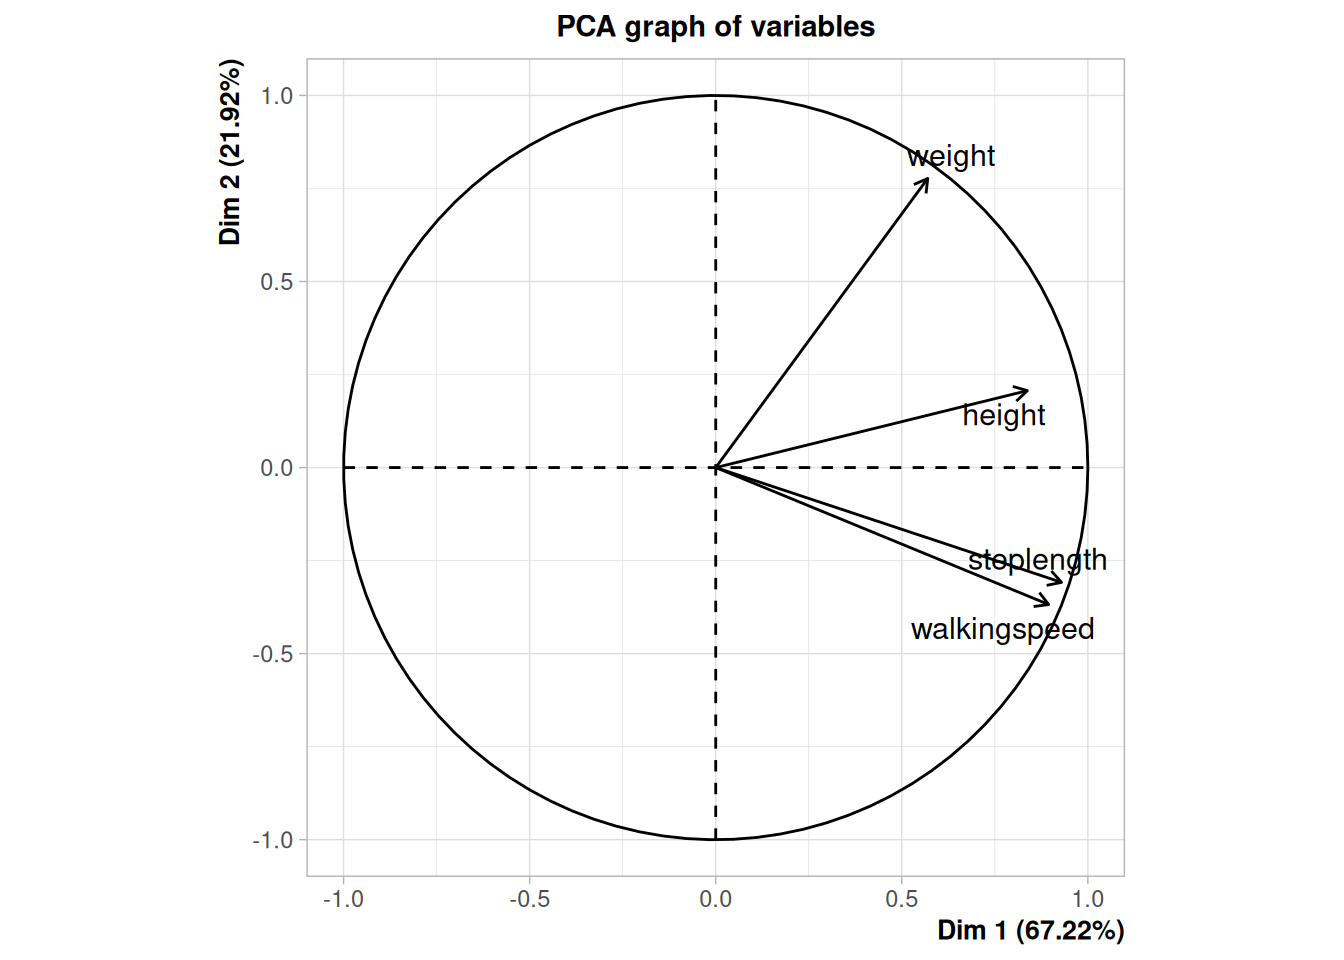 PCA graph of variables
Dim 2 (21.92%)
1.0
0.5
0.0
-0.5
-1.0
weight
height
steplength
walkingspeed
-1.0 -0.5 0.0 0.5 1.0
Dim 1 (67.22%)